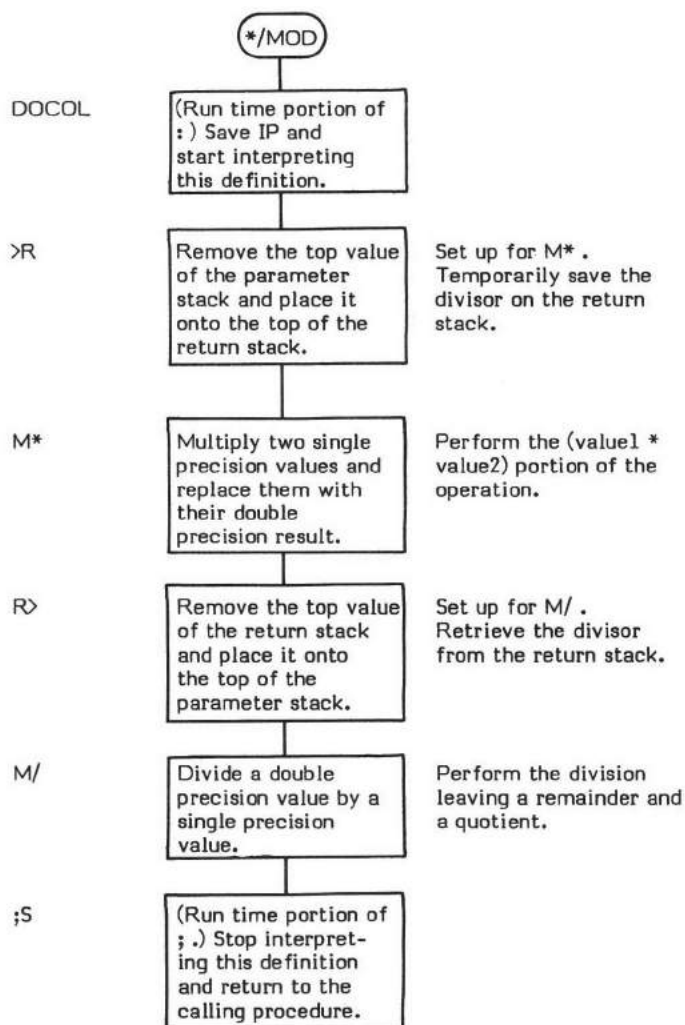 */MOD
DOCOL
(Run time portion of
: ) Save IP and
start interpreting
this definition.
>R
Remove the top value
of the parameter
stack and place it
onto the top of the
return stack.
Set up for M* .
Temporarily save the
divisor on the return
stack.
M*
Multiply two single
precision values and
replace them with
their double
precision result.
Perform the (value1 *
value2) portion of the
operation.
R>
Remove the top value
of the return stack
and place it onto
the top of the
parameter stack.
Set up for M/ .
Retrieve the divisor
from the return stack.
M/
Divide a double
precision value by a
single precision
value.
Perform the division
leaving a remainder and
a quotient.
;S
(Run time portion of
; .) Stop interpret-
ing this definition
and return to the
calling procedure.